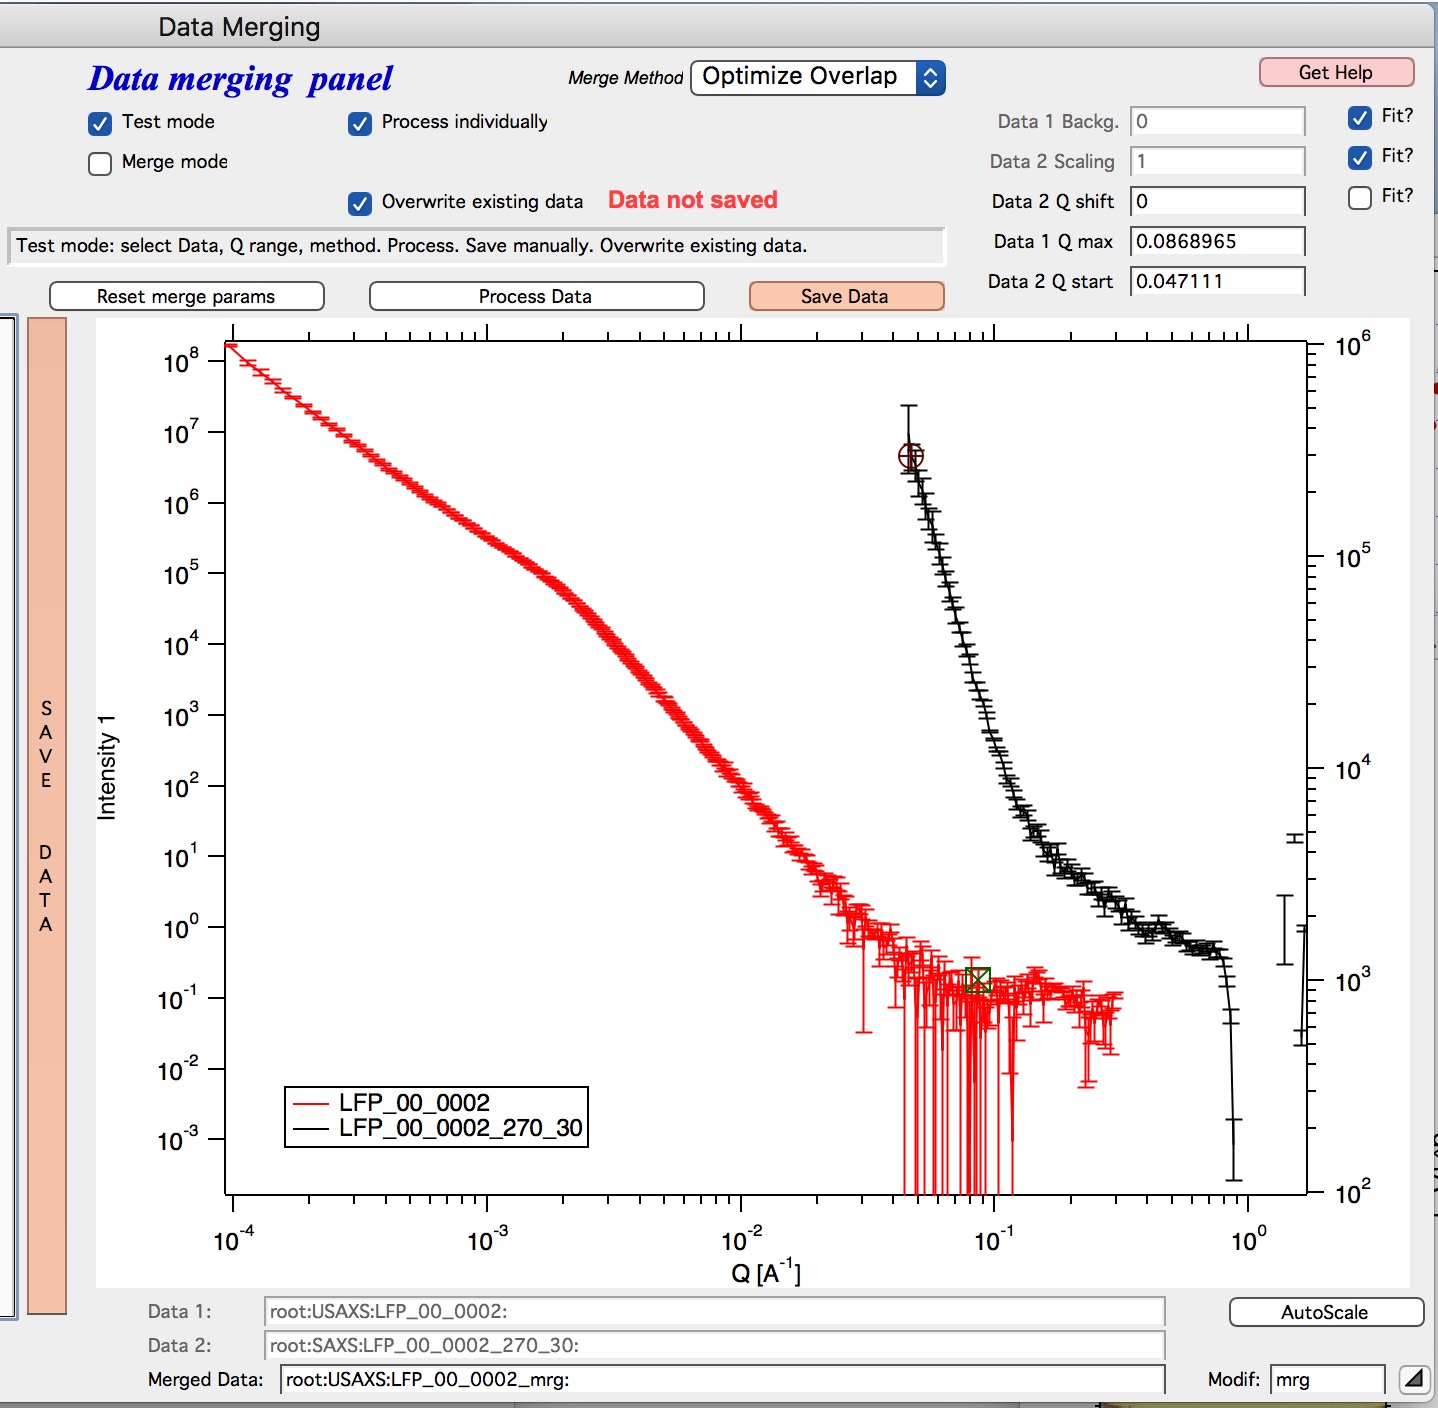 Data Merging
Data merging panel
Merge Method Optimize Overlap
Get Help
Test mode
Process individually
Data 1 Backg. 0 Fit?
Merge mode
Data 2 Scaling 1 Fit?
Overwrite existing data Data not saved
Data 2 Q shift 0 Fit?
Test mode: select Data, Q range, method. Process. Save manually. Overwrite existing data.
Data 1 Q max 0.0868965
Data 2 Q start 0.047111
Reset merge params Process Data Save Data
SAVE DATA
Intensity 1
10^8
10^7
10^6
10^5
10^4
10^3
10^2
10^1
10^0
10^-1
10^-2
10^-3
10^6
10^5
10^4
10^3
10^2
LFP_00_0002
LFP_00_0002_270_30
10^-4 10^-3 10^-2 10^-1 10^0
Q [A^-1]
Data 1: root:USAXS:LFP_00_0002:
AutoScale
Data 2: root:SAXS:LFP_00_0002_270_30:
Merged Data: root:USAXS:LFP_00_0002_mrg:
Modif: mrg